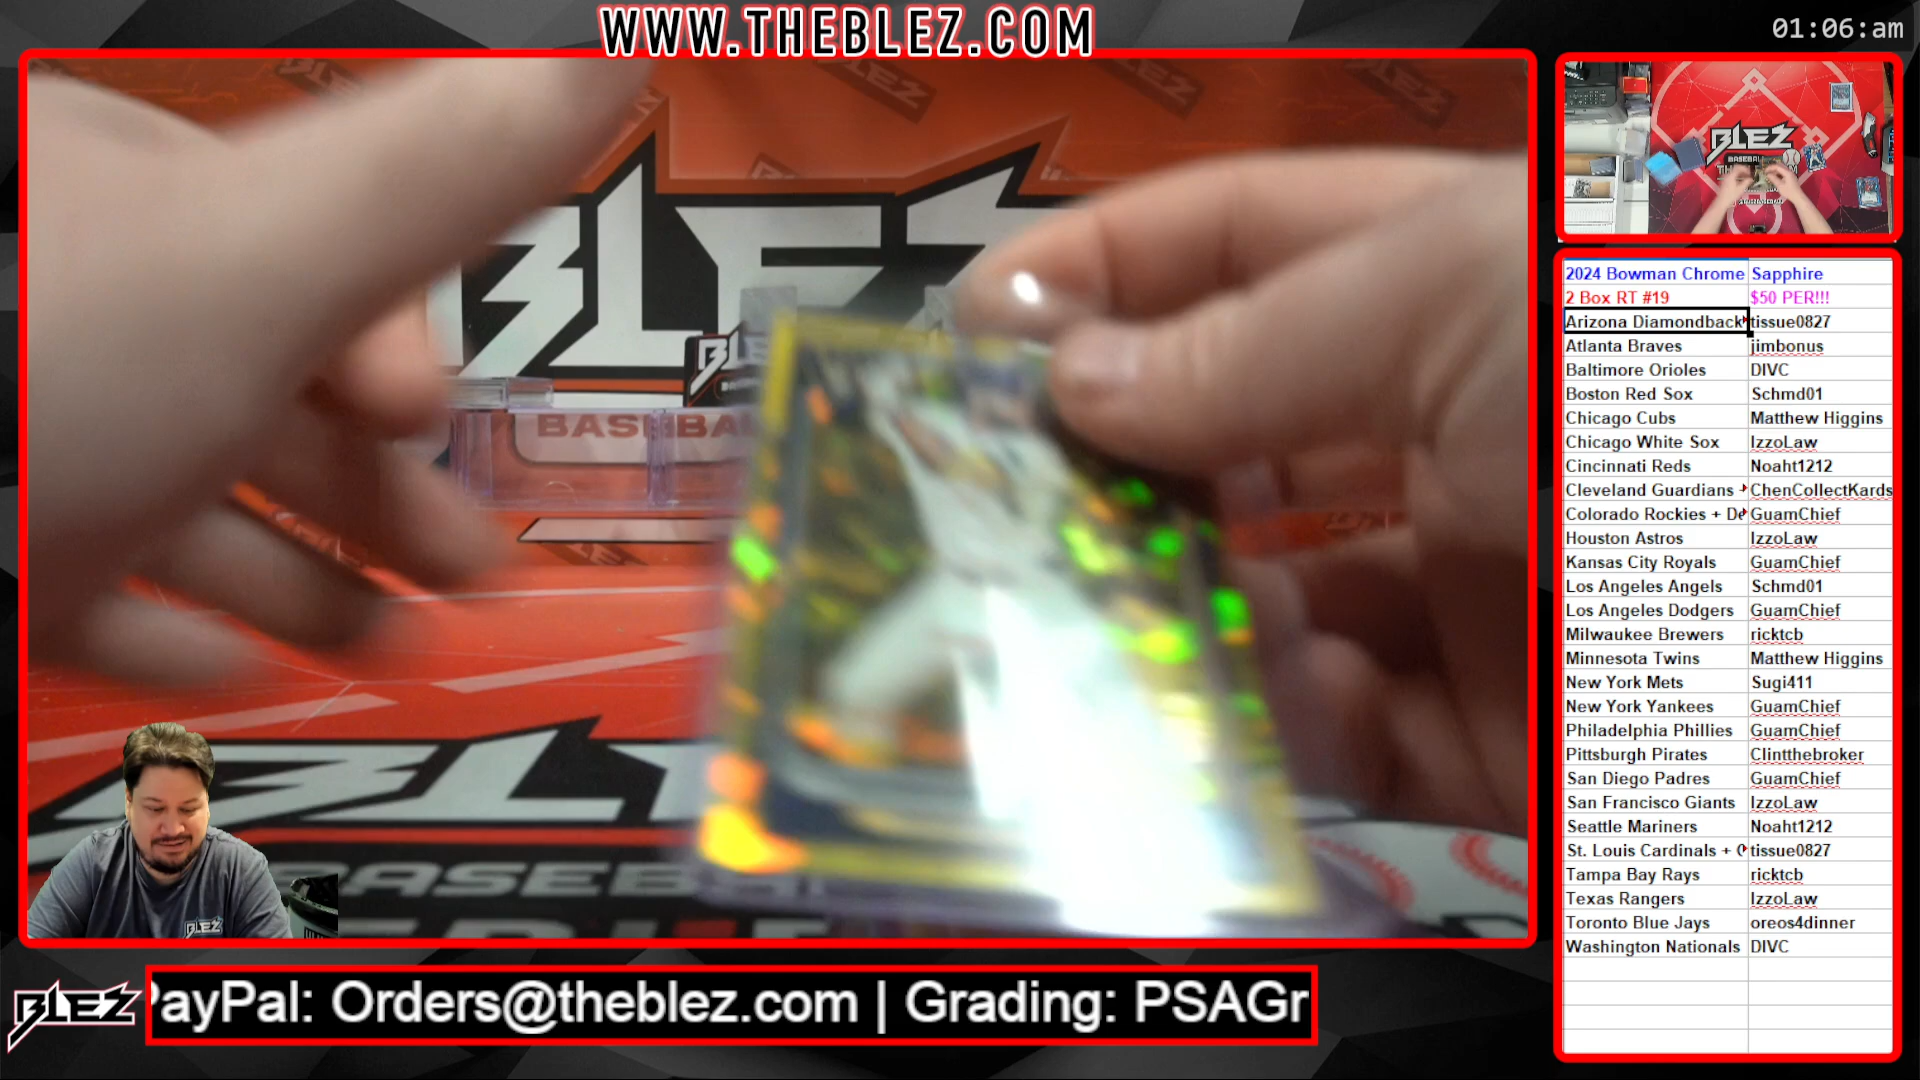 WWW.THEBLEZ.COM
01:06:am
BLEZ
BASEBALL
BLEZ
BASEB
2024 Bowman Chrome Sapphire
2 Box RT #19 $50 PER!!!
Arizona Diamondback tissue0827
Atlanta Braves jimbonus
Baltimore Orioles DIVC
Boston Red Sox Schmd01
Chicago Cubs Matthew Higgins
Chicago White Sox IzzoLaw
Cincinnati Reds Noaht1212
Cleveland Guardians ChenCollectKards
Colorado Rockies + De GuamChief
Houston Astros IzzoLaw
Kansas City Royals GuamChief
Los Angeles Angels Schmd01
Los Angeles Dodgers GuamChief
Milwaukee Brewers ricktcb
Minnesota Twins Matthew Higgins
New York Mets Sugi411
New York Yankees GuamChief
Philadelphia Phillies GuamChief
Pittsburgh Pirates Clintthebroker
San Diego Padres GuamChief
San Francisco Giants IzzoLaw
Seattle Mariners Noaht1212
St. Louis Cardinals + tissue0827
Tampa Bay Rays ricktcb
Texas Rangers IzzoLaw
Toronto Blue Jays oreos4dinner
Washington Nationals DIVC
BLEZ
BLEZ
ayPal: Orders@theblez.com | Grading: PSAGr